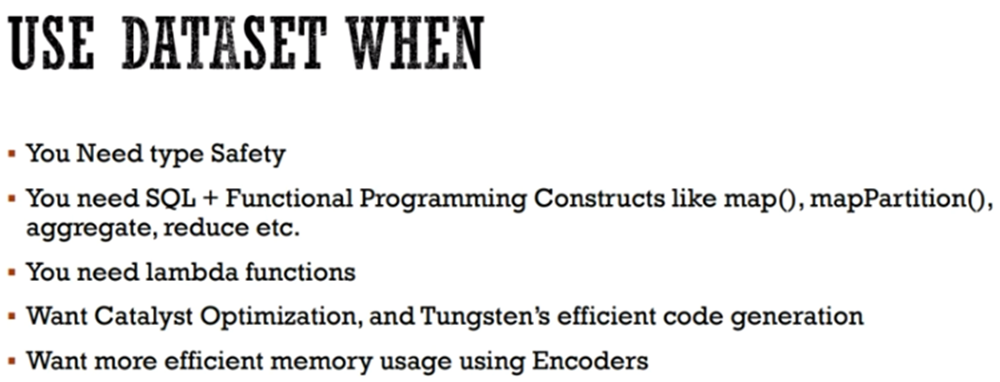 USE DATASET WHEN
▪ You Need type Safety
▪ You need SQL + Functional Programming Constructs like map(), mapPartition(),
aggregate, reduce etc.
▪ You need lambda functions
▪ Want Catalyst Optimization, and Tungsten's efficient code generation
▪ Want more efficient memory usage using Encoders